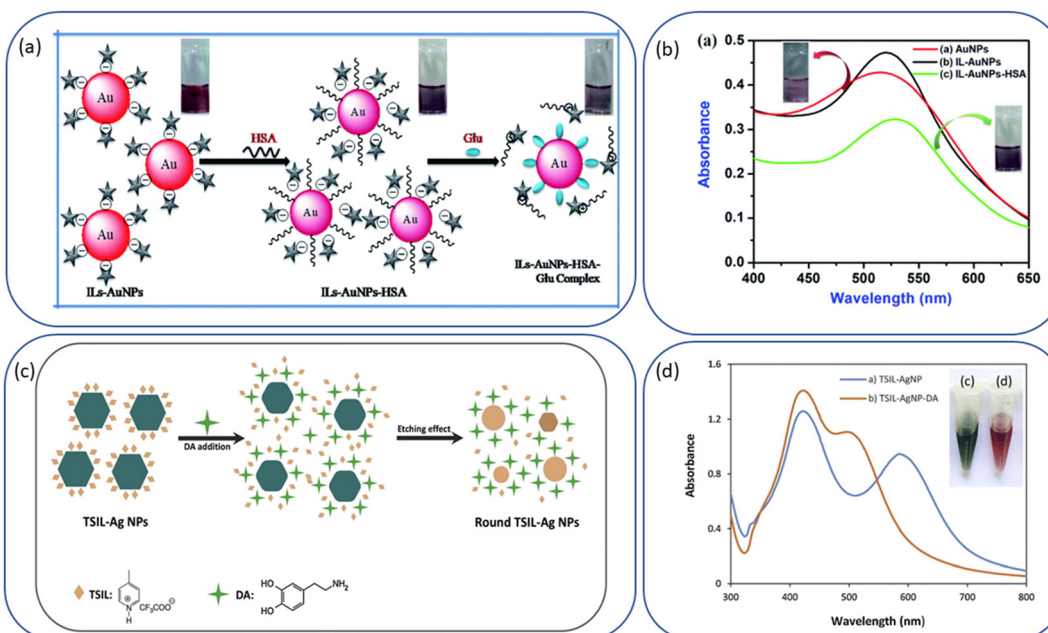 (a)
Au
Au
Au
ILs-AuNPs
HSA
Au
Au
Au
ILs-AuNPs-HSA
Glu
Au
ILs-AuNPs-HSA-
Glu Complex
(b)
(a)
(a) AuNPs
(b) IL-AuNPs
(c) IL-AuNPs-HSA
0.5
0.4
0.3
0.2
0.1
0.0
Absorbance
400 450 500 550 600 650
Wavelength (nm)
(c)
DA addition
Etching effect
TSIL-Ag NPs
Round TSIL-Ag NPs
TSIL:
N
H
CF₃COO⊖
DA:
HO
OH
NH₂
(d)
a) TSIL-AgNP
b) TSIL-AgNP-DA
(c) (d)
1.6
1.2
0.8
0.4
0
Absorbance
300 400 500 600 700 800
Wavelength (nm)